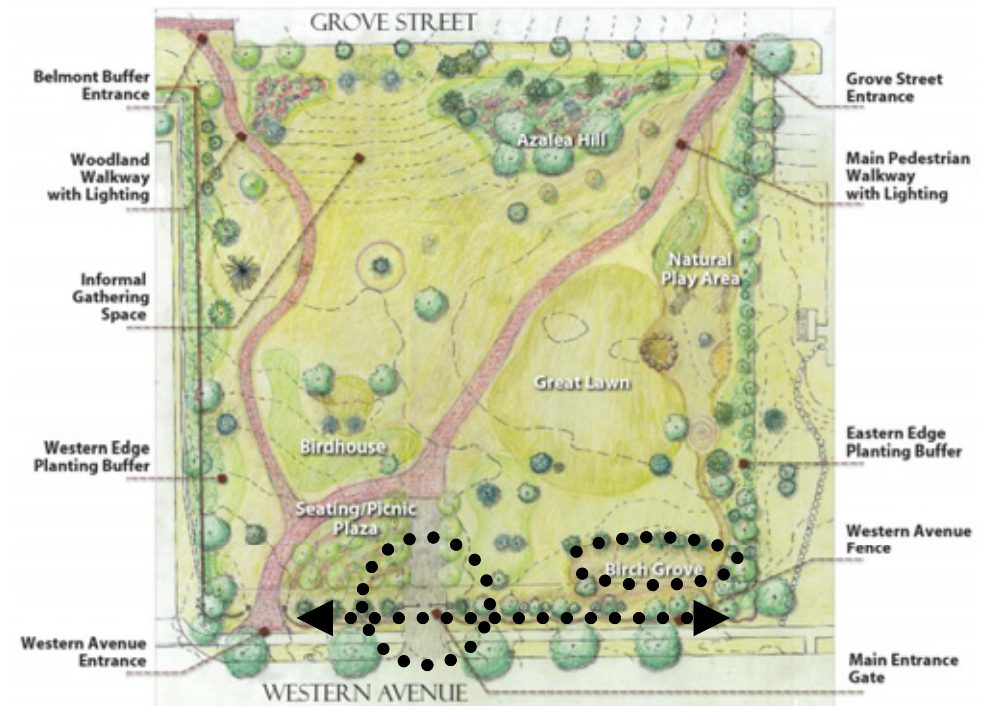 GROVE STREET
Belmont Buffer
Entrance
Grove Street
Entrance
Azalea Hill
Woodland
Walkway
with Lighting
Main Pedestrian
Walkway
with Lighting
Natural
Play Area
Informal
Gathering
Space
Great Lawn
Birdhouse
Western Edge
Planting Buffer
Eastern Edge
Planting Buffer
Seating/Picnic
Plaza
Western Avenue
Fence
Birch Grove
Western Avenue
Entrance
Main Entrance
Gate
WESTERN AVENUE